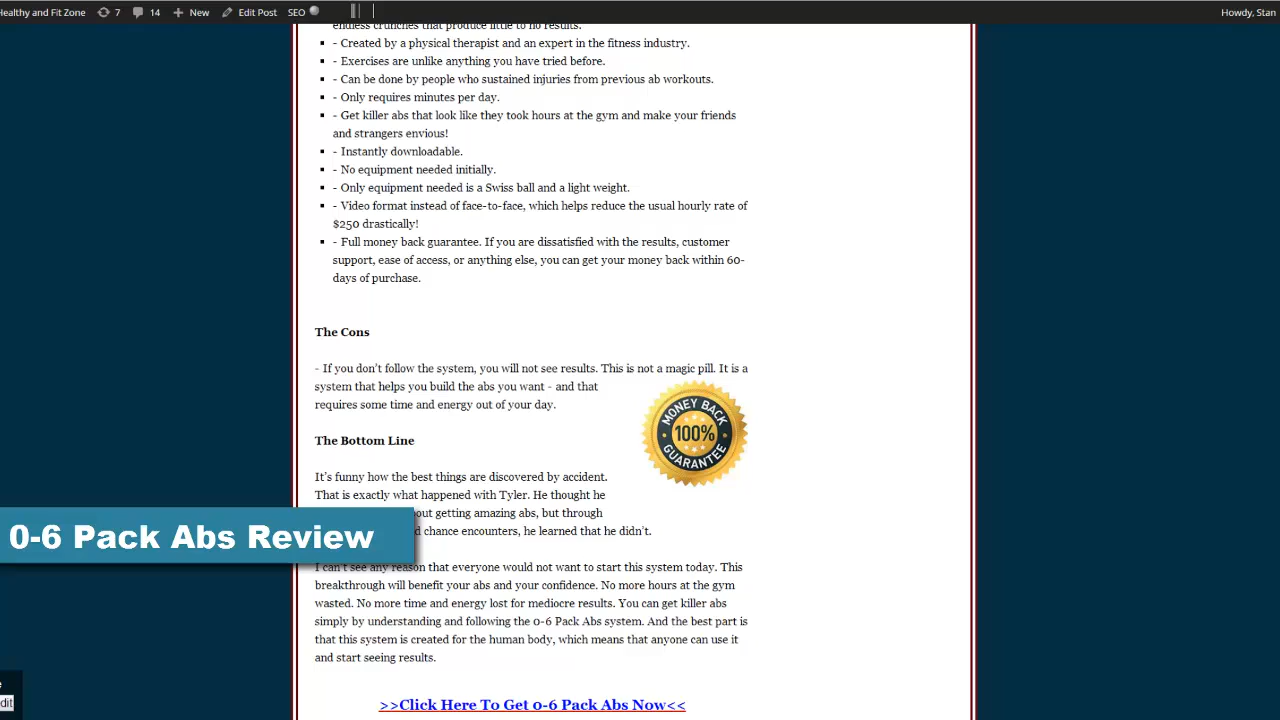 Healthy and Fit Zone 7 14 New Edit Post SEO Howdy, Stan
endless crunches that produce little to no results.
- Created by a physical therapist and an expert in the fitness industry.
- Exercises are unlike anything you have tried before.
- Can be done by people who sustained injuries from previous ab workouts.
- Only requires minutes per day.
- Get killer abs that look like they took hours at the gym and make your friends
and strangers envious!
- Instantly downloadable.
- No equipment needed initially.
- Only equipment needed is a Swiss ball and a light weight.
- Video format instead of face-to-face, which helps reduce the usual hourly rate of
$250 drastically!
- Full money back guarantee. If you are dissatisfied with the results, customer
support, ease of access, or anything else, you can get your money back within 60-
days of purchase.
The Cons
- If you don't follow the system, you will not see results. This is not a magic pill. It is a
system that helps you build the abs you want - and that
requires some time and energy out of your day.
MONEY BACK
100%
GUARANTEE
The Bottom Line
It's funny how the best things are discovered by accident.
That is exactly what happened with Tyler. He thought he
out getting amazing abs, but through
d chance encounters, he learned that he didn't.
0-6 Pack Abs Review
I can't see any reason that everyone would not want to start this system today. This
breakthrough will benefit your abs and your confidence. No more hours at the gym
wasted. No more time and energy lost for mediocre results. You can get killer abs
simply by understanding and following the 0-6 Pack Abs system. And the best part is
that this system is created for the human body, which means that anyone can use it
and start seeing results.
>>Click Here To Get 0-6 Pack Abs Now<<